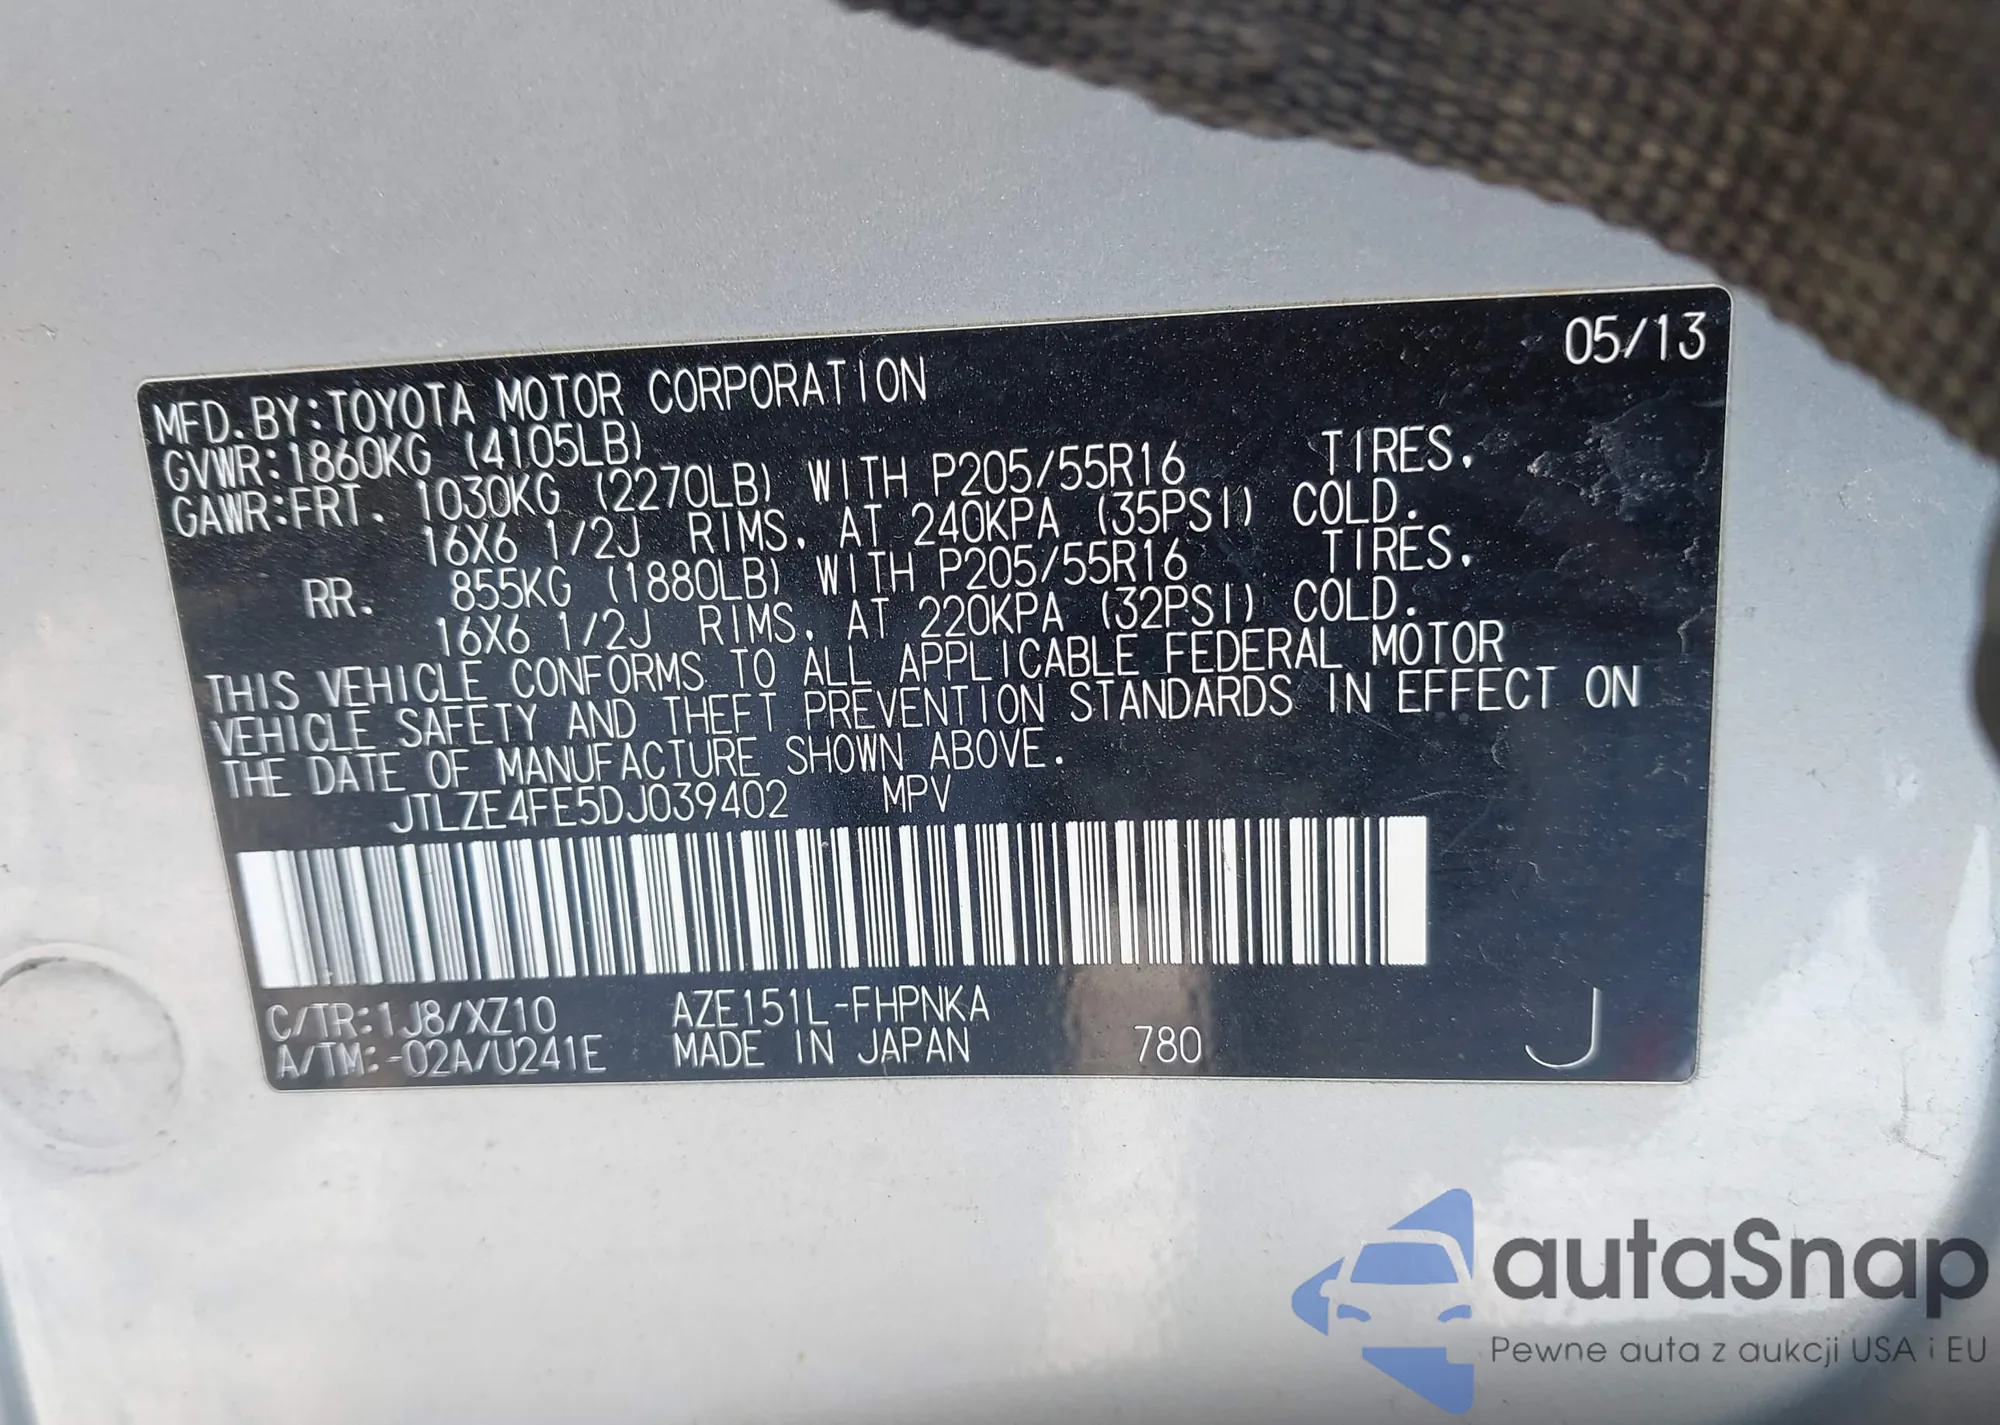 05/13
MFD.BY:TOYOTA MOTOR CORPORATION
GVWR:1860KG (4105LB)
GAWR:FRT. 1030KG (2270LB) WITH P205/55R16 TIRES,
16X6 1/2J RIMS, AT 240KPA (35PSI) COLD.
RR. 855KG (1880LB) WITH P205/55R16 TIRES,
16X6 1/2J RIMS, AT 220KPA (32PSI) COLD.
THIS VEHICLE CONFORMS TO ALL APPLICABLE FEDERAL MOTOR
VEHICLE SAFETY AND THEFT PREVENTION STANDARDS IN EFFECT ON
THE DATE OF MANUFACTURE SHOWN ABOVE.
JTLZE4FE5DJ039402 MPV
C/TR:1J8/XZ10 AZE151L-FHPNKA
A/TM:-02A/U241E MADE IN JAPAN 780 J
autaSnap
Pewne auta z aukcji USA i EU